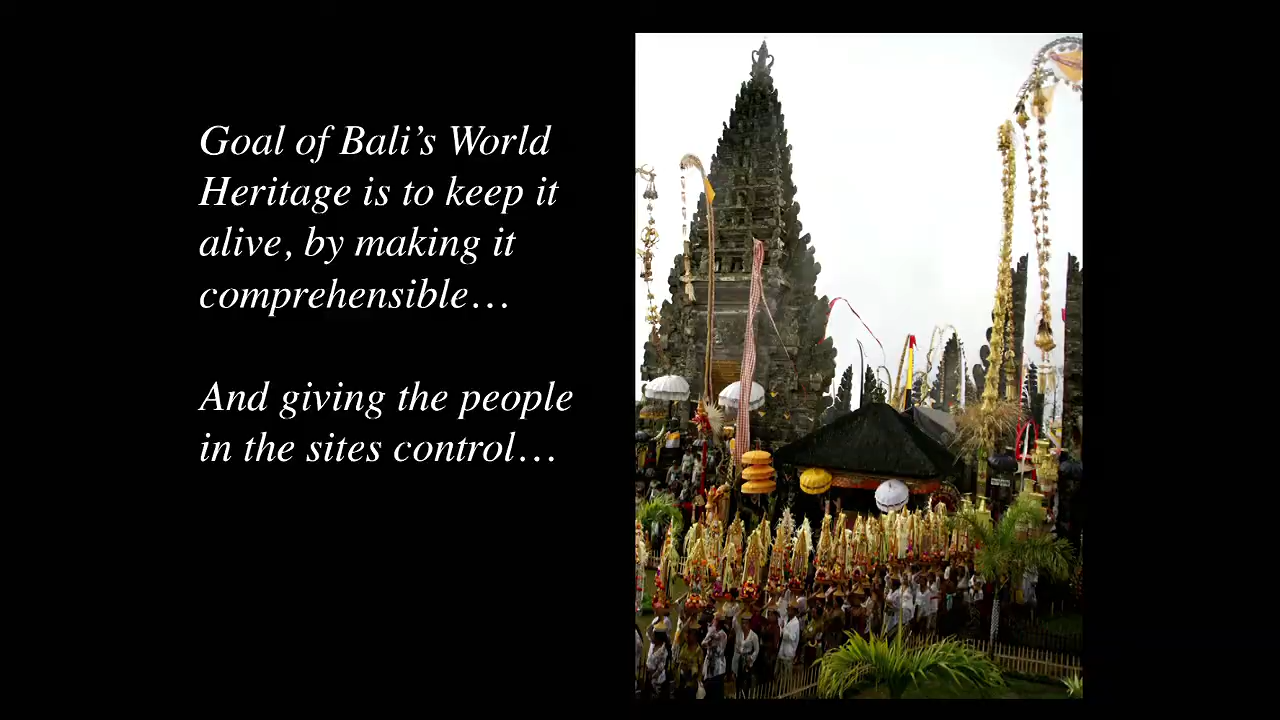 Goal of Bali’s World
Heritage is to keep it
alive, by making it
comprehensible…
And giving the people
in the sites control…